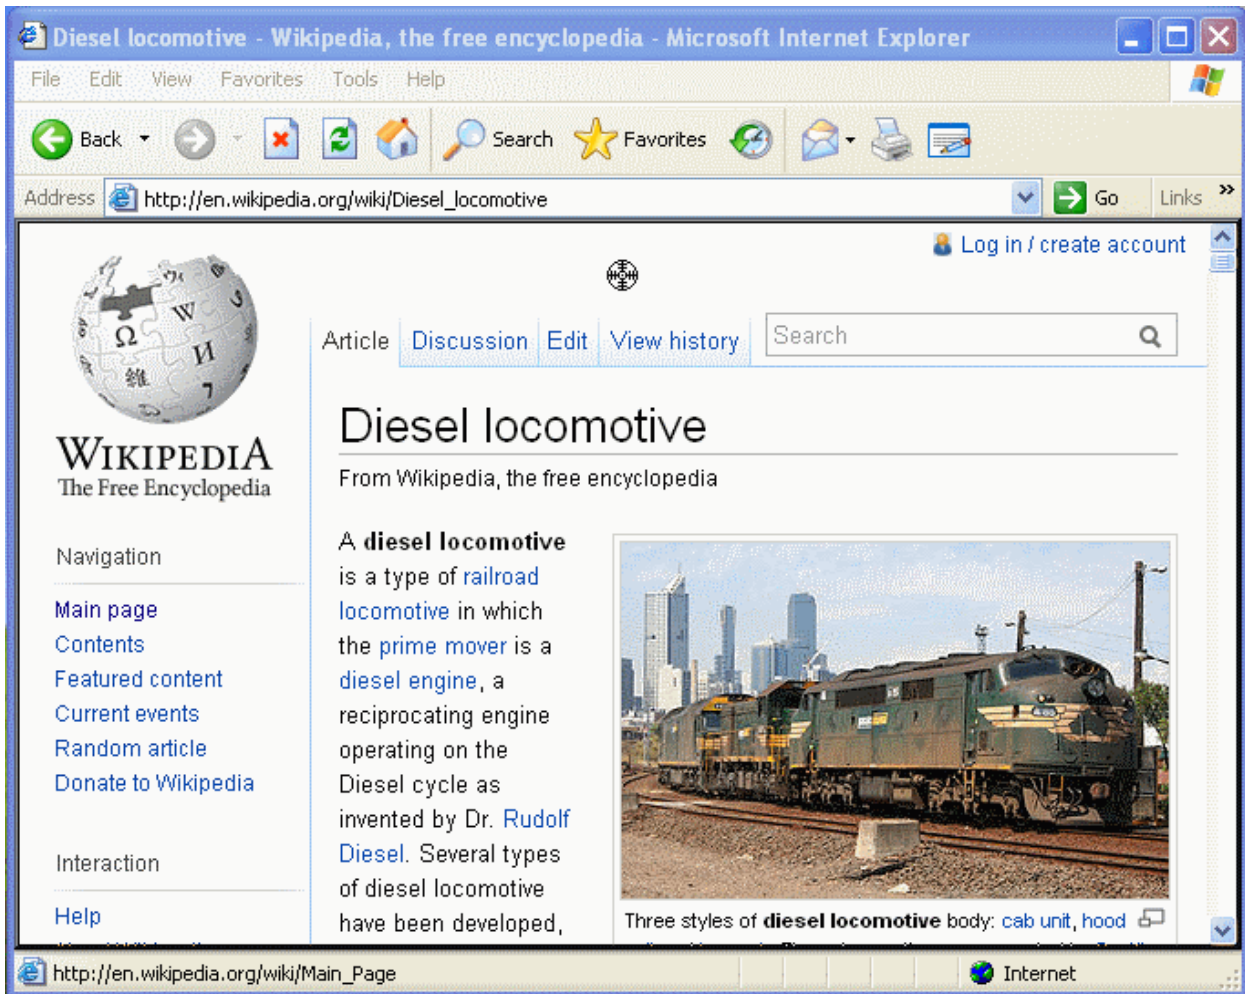 Diesel locomotive - Wikipedia, the free encyclopedia - Microsoft Internet Explorer
File Edit View Favorites Tools Help
Back Search Favorites
Address http://en.wikipedia.org/wiki/Diesel_locomotive Go Links »
Log in / create account
Article Discussion Edit View history Search
WIKIPEDIA
The Free Encyclopedia
Navigation
Main page
Contents
Featured content
Current events
Random article
Donate to Wikipedia
Interaction
Help
Diesel locomotive
From Wikipedia, the free encyclopedia
A diesel locomotive
is a type of railroad
locomotive in which
the prime mover is a
diesel engine, a
reciprocating engine
operating on the
Diesel cycle as
invented by Dr. Rudolf
Diesel. Several types
of diesel locomotive
have been developed,
Three styles of diesel locomotive body: cab unit, hood
http://en.wikipedia.org/wiki/Main_Page Internet